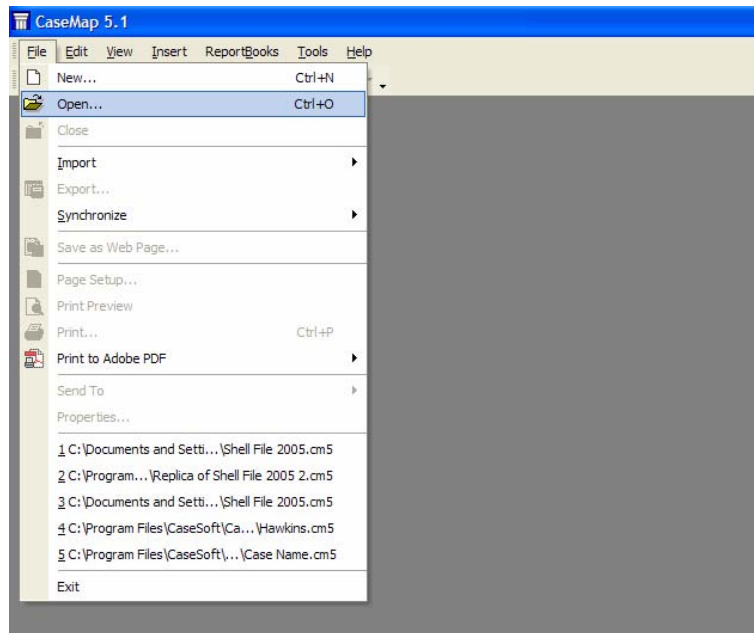 CaseMap 5.1
File Edit View Insert ReportBooks Tools Help
New... Ctrl+N
Open... Ctrl+O
Close
Import
Export...
Synchronize
Save as Web Page...
Page Setup...
Print Preview
Print... Ctrl+P
Print to Adobe PDF
Send To
Properties...
1 C:\Documents and Setti...\Shell File 2005.cm5
2 C:\Program...\Replica of Shell File 2005 2.cm5
3 C:\Documents and Setti...\Shell File 2005.cm5
4 C:\Program Files\CaseSoft\Ca...\Hawkins.cm5
5 C:\Program Files\CaseSoft\...\Case Name.cm5
Exit